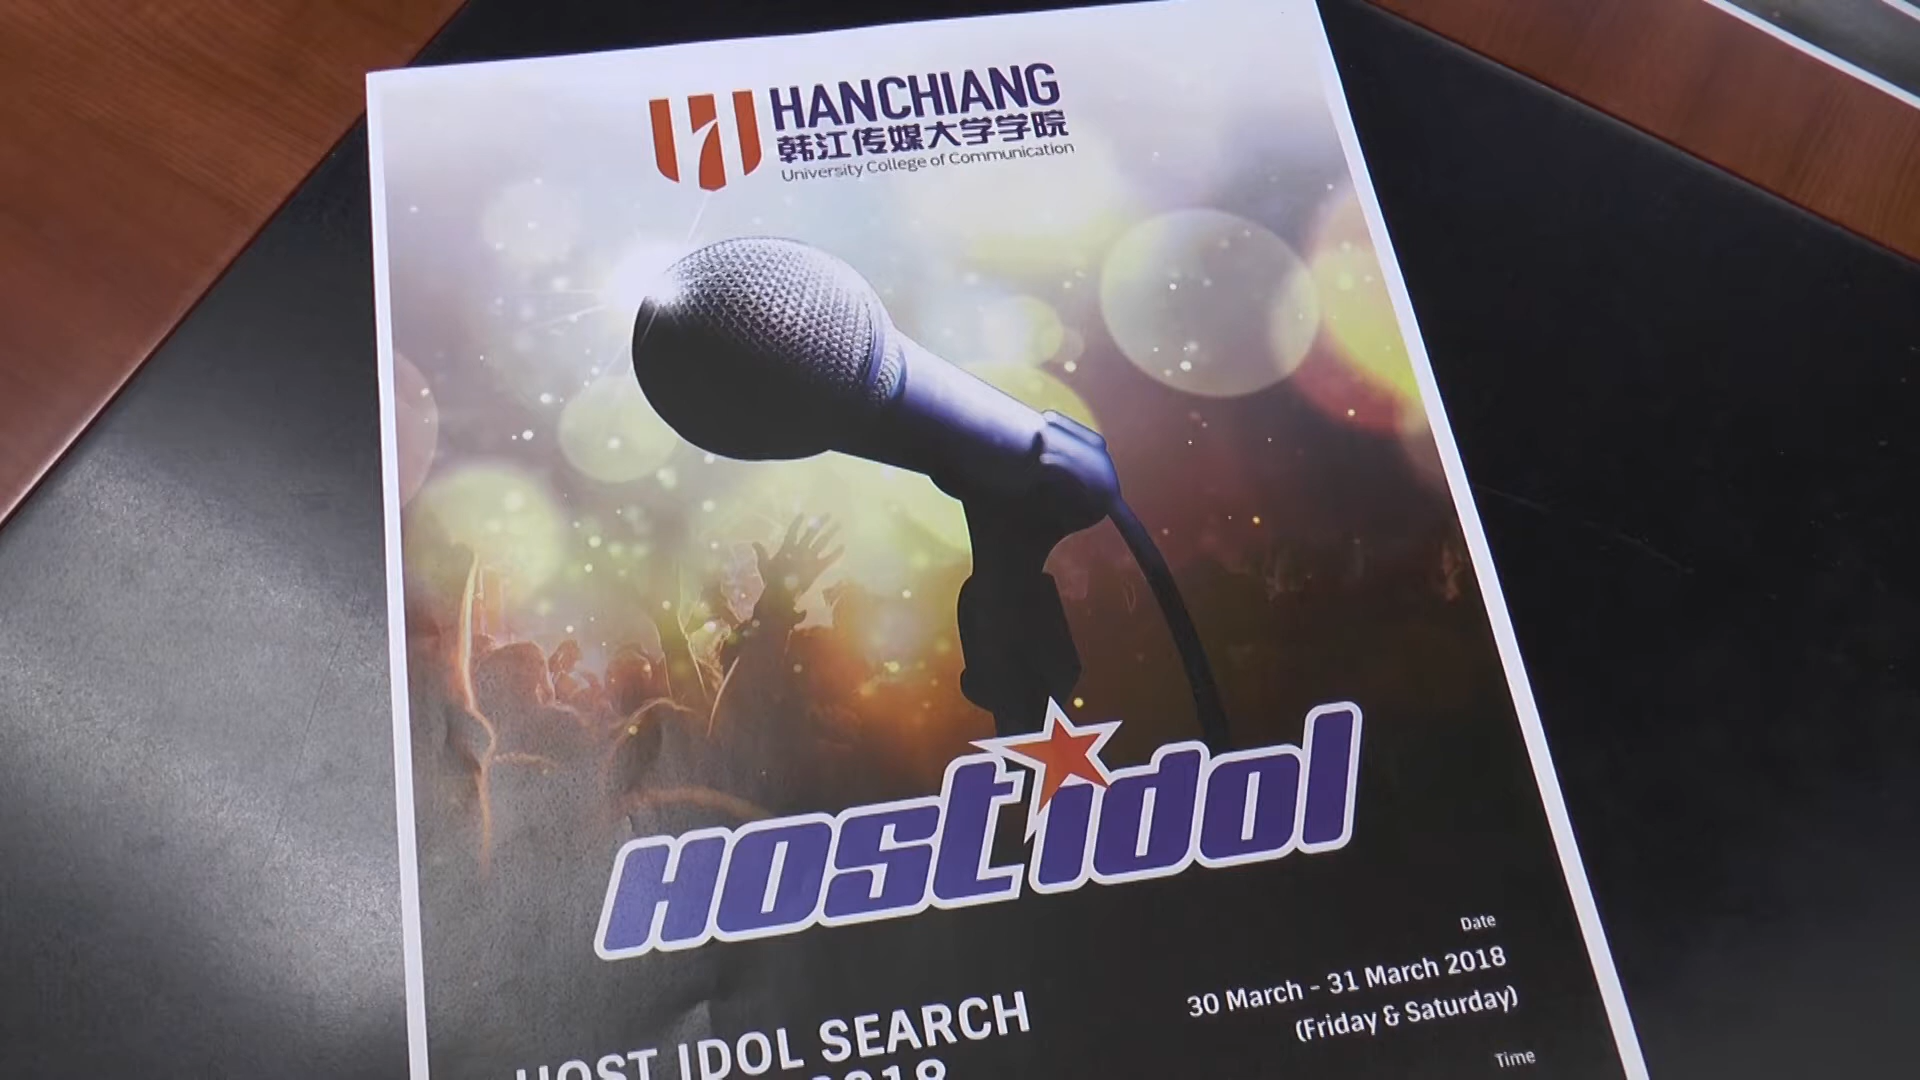 HANCHIANG
韩江传媒大学学院
University College of Communication
HOST idol
HOST IDOL SEARCH
2018
Date
30 March - 31 March 2018
(Friday & Saturday)
Time